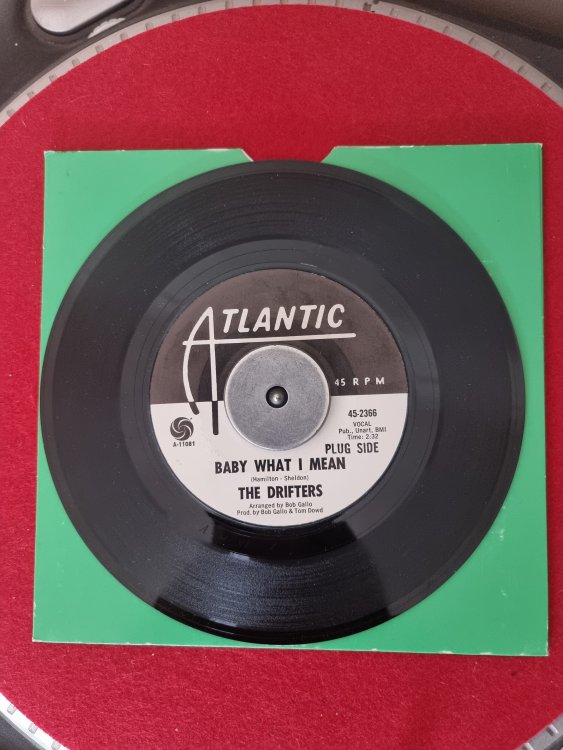 ATLANTIC
45 RPM
45-2366
VOCAL
Pub., Unart, BMI
Time: 2:32
A-11081
PLUG SIDE
BABY WHAT I MEAN
(Hamilton - Sheldon)
THE DRIFTERS
Arranged by Bob Gallo
Prod. by Bob Gallo & Tom Dowd